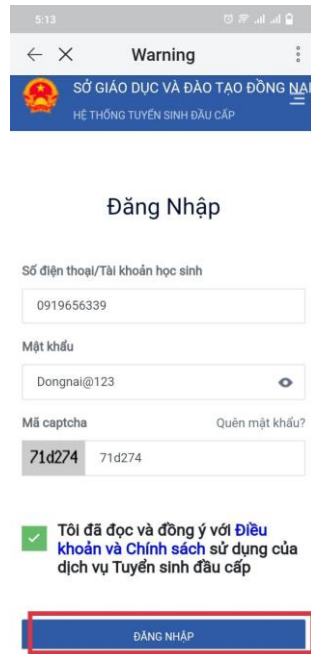 5:13
Warning
SỞ GIÁO DỤC VÀ ĐÀO TẠO ĐỒNG NAI
HỆ THỐNG TUYỂN SINH ĐẦU CẤP
Đăng Nhập
Số điện thoại/Tài khoản học sinh
0919656339
Mật khẩu
Dongnai@123
Mã captcha
Quên mật khẩu?
71d274
71d274
Tôi đã đọc và đồng ý với Điều
khoản và Chính sách sử dụng của
dịch vụ Tuyển sinh đầu cấp
ĐĂNG NHẬP